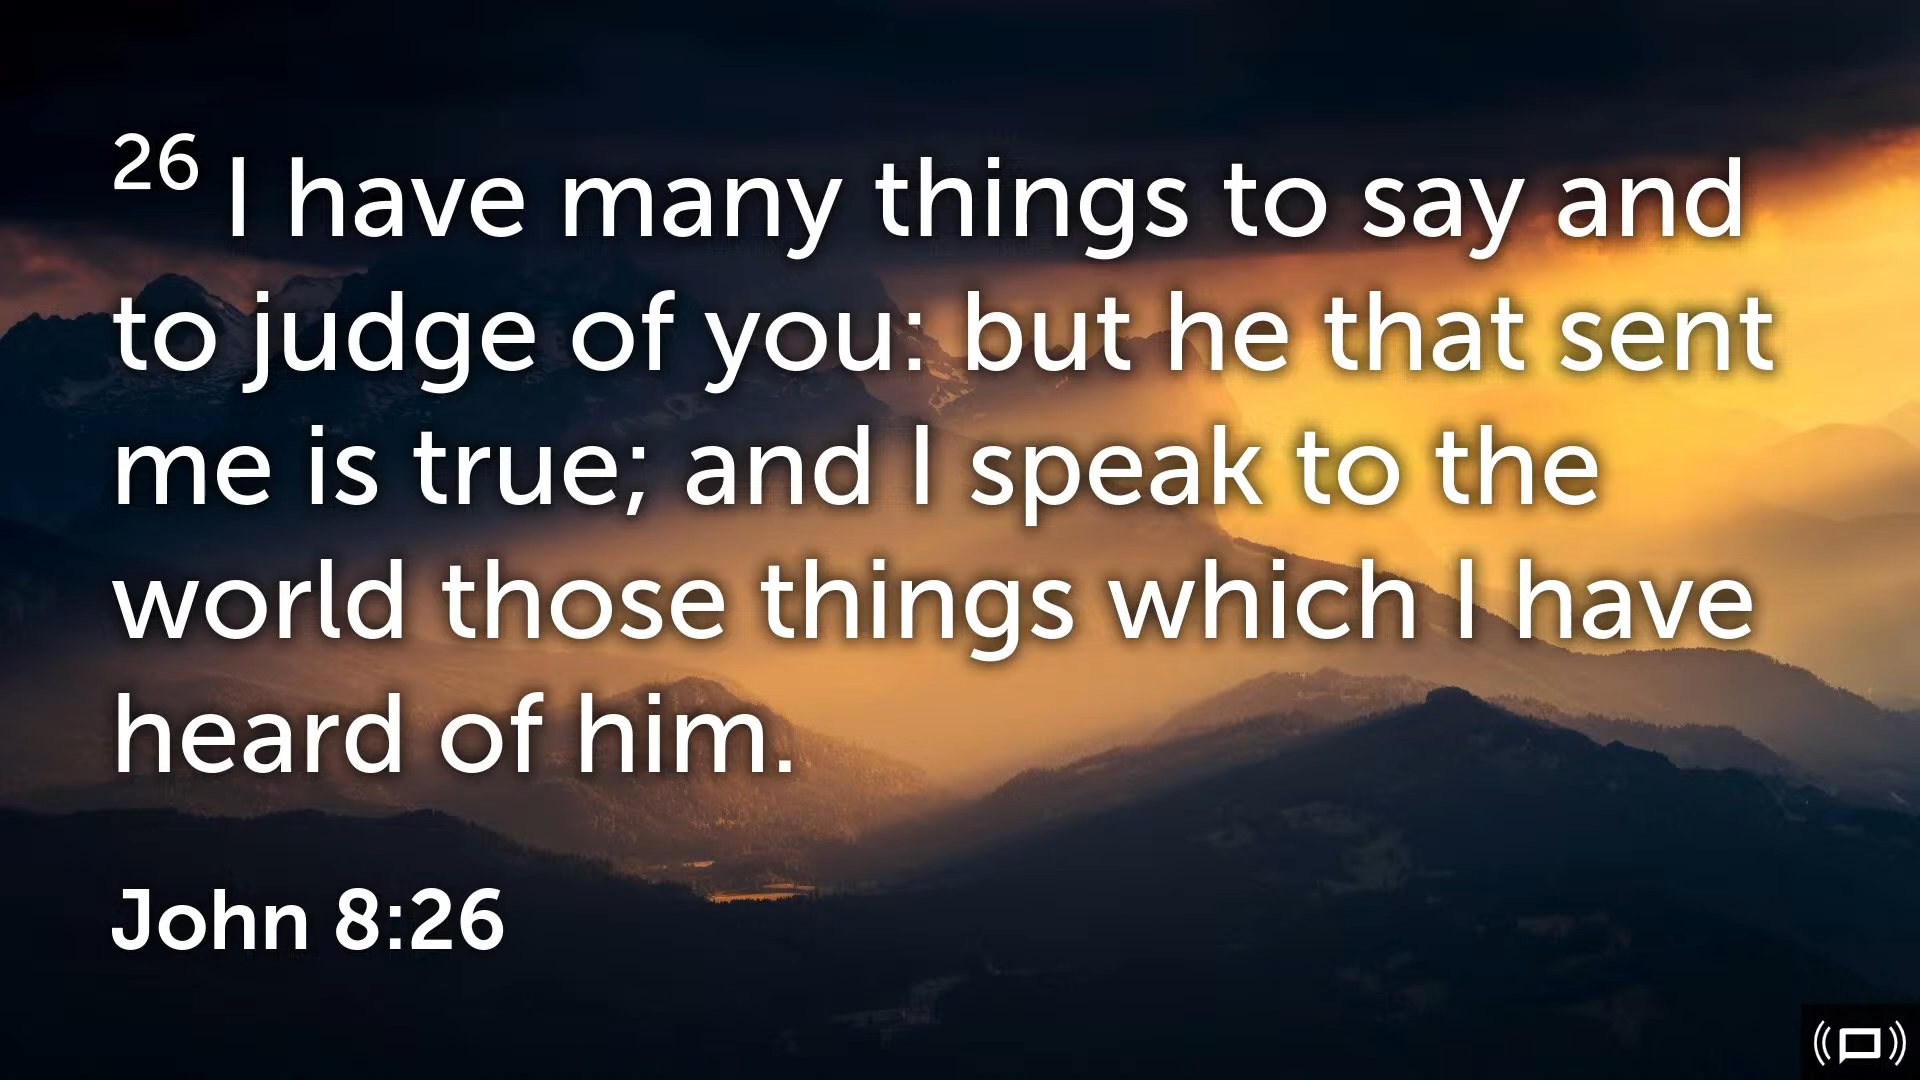 26 I have many things to say and
to judge of you: but he that sent
me is true; and I speak to the
world those things which I have
heard of him.
John 8:26